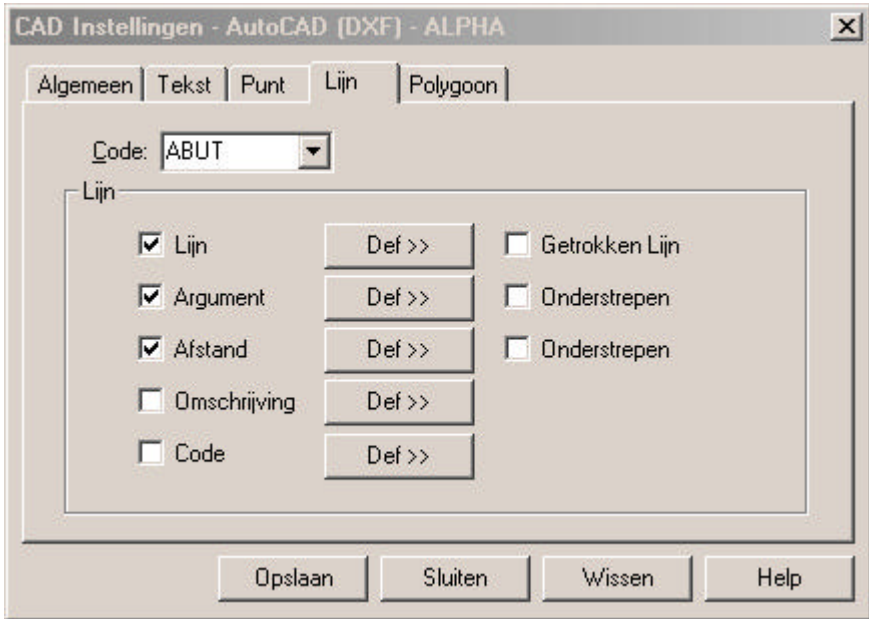 CAD Instellingen - AutoCAD (DXF) - ALPHA
Algemeen Tekst Punt Lijn Polygoon
Code: ABUT
Lijn
Lijn Def >> Getrokken Lijn
Argument Def >> Onderstrepen
Afstand Def >> Onderstrepen
Omschrijving Def >>
Code Def >>
Opslaan Sluiten Wissen Help